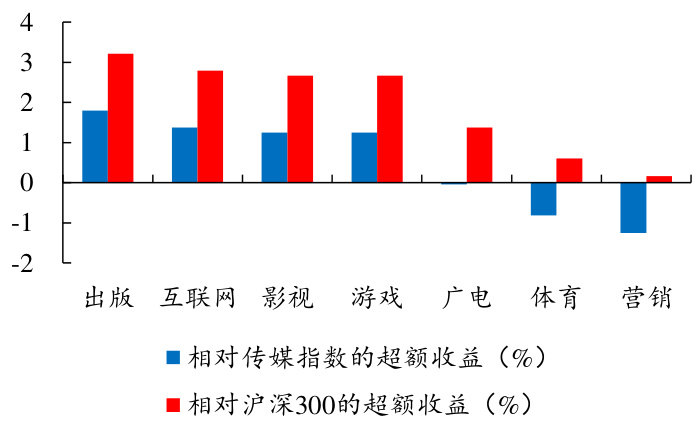 4
3
2
1
0
-1
-2
出版 互联网 影视 游戏 广电 体育 营销
相对传媒指数的超额收益（%）
相对沪深300的超额收益（%）